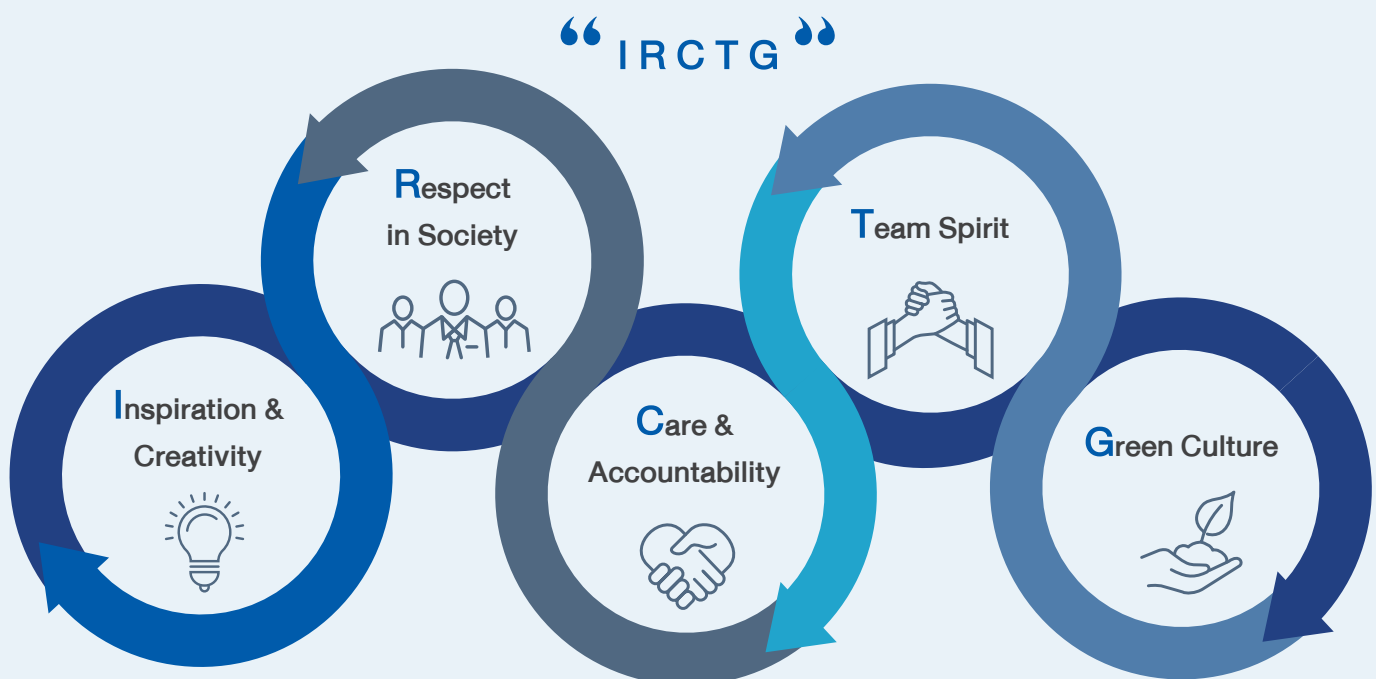 “IRCTG”
Inspiration &
Creativity
Respect
in Society
Care &
Accountability
Team Spirit
Green Culture